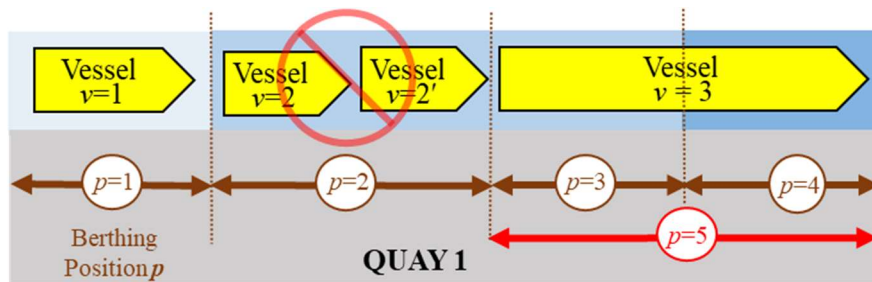 Vessel
v=1
Vessel
v=2
Vessel
v=2′
Vessel
v = 3
p=1
p=2
p=3
p=4
p=5
Berthing
Position p
QUAY 1